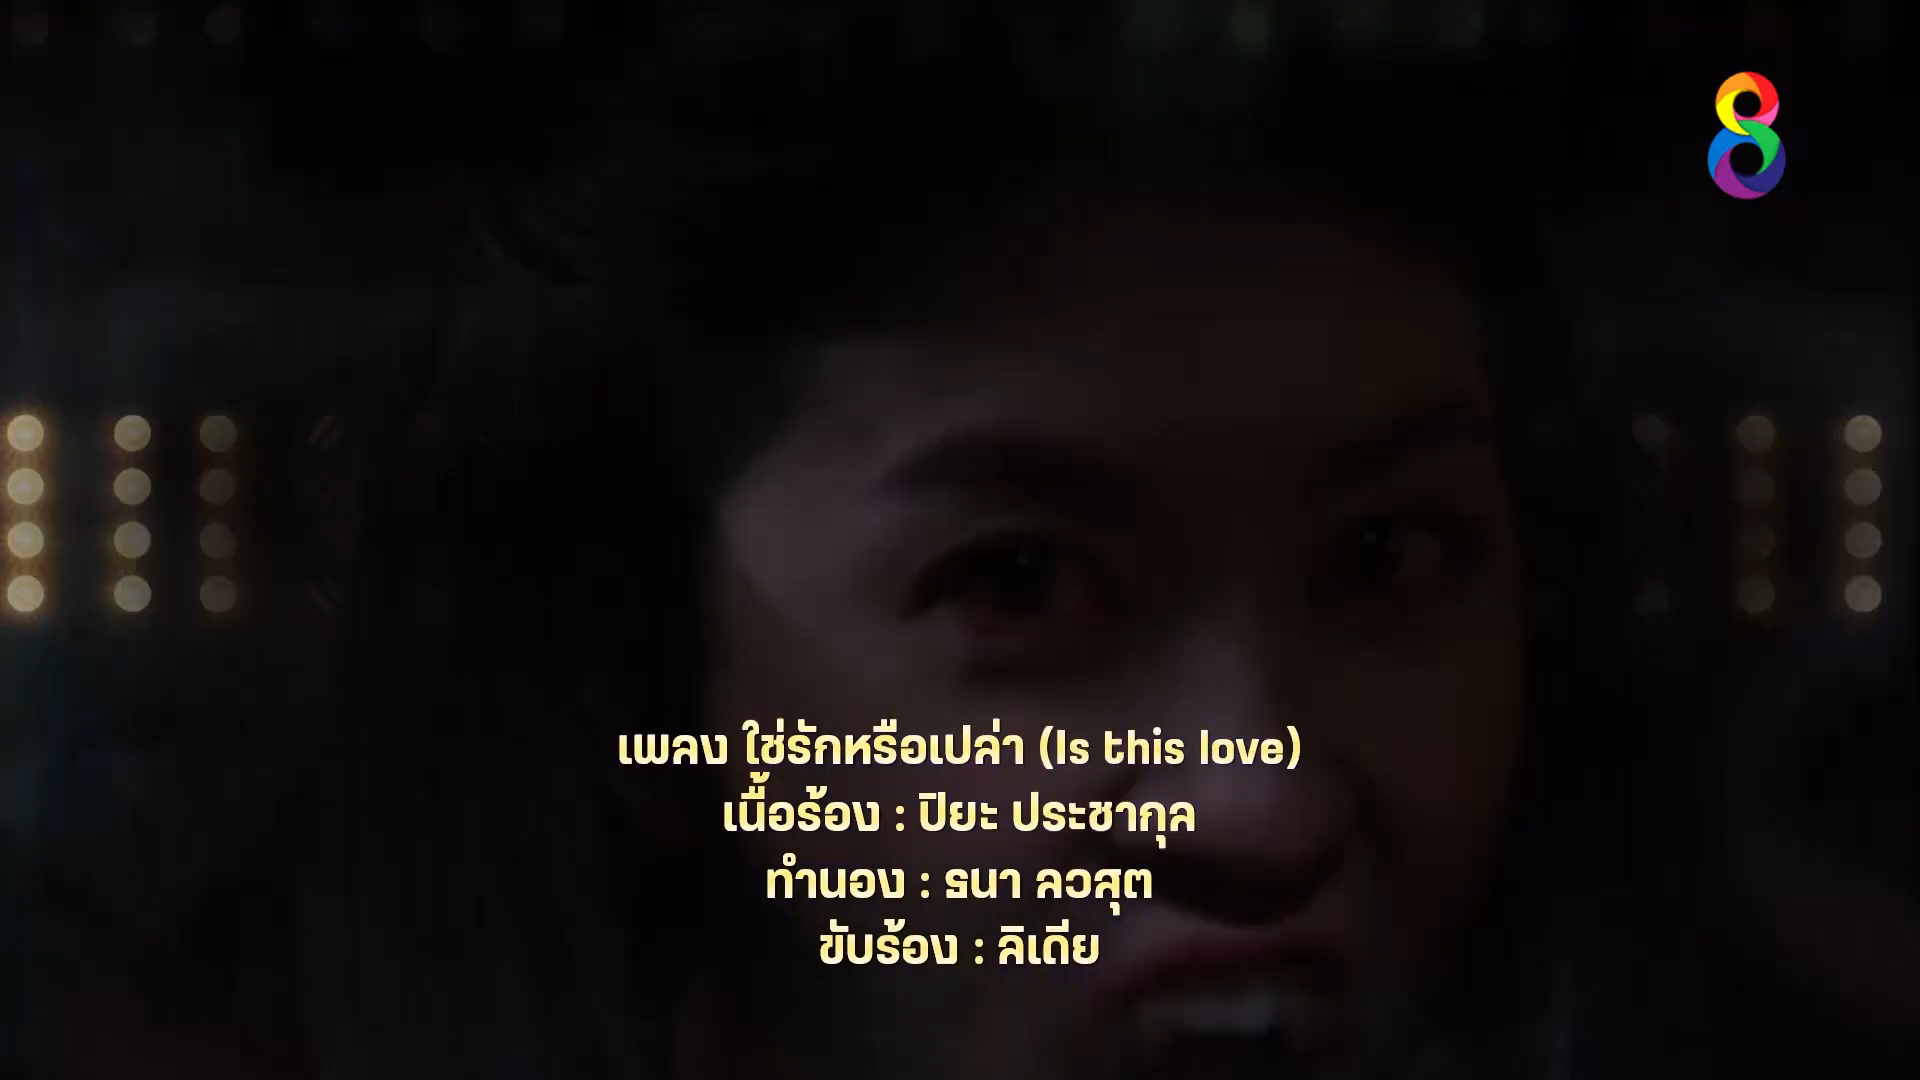 8
เพลง ใช่รักหรือเปล่า (Is this love)
เนื้อร้อง : ปิยะ ประชากุล
ทำนอง : ธนา ลวสุต
ขับร้อง : ลิเดีย